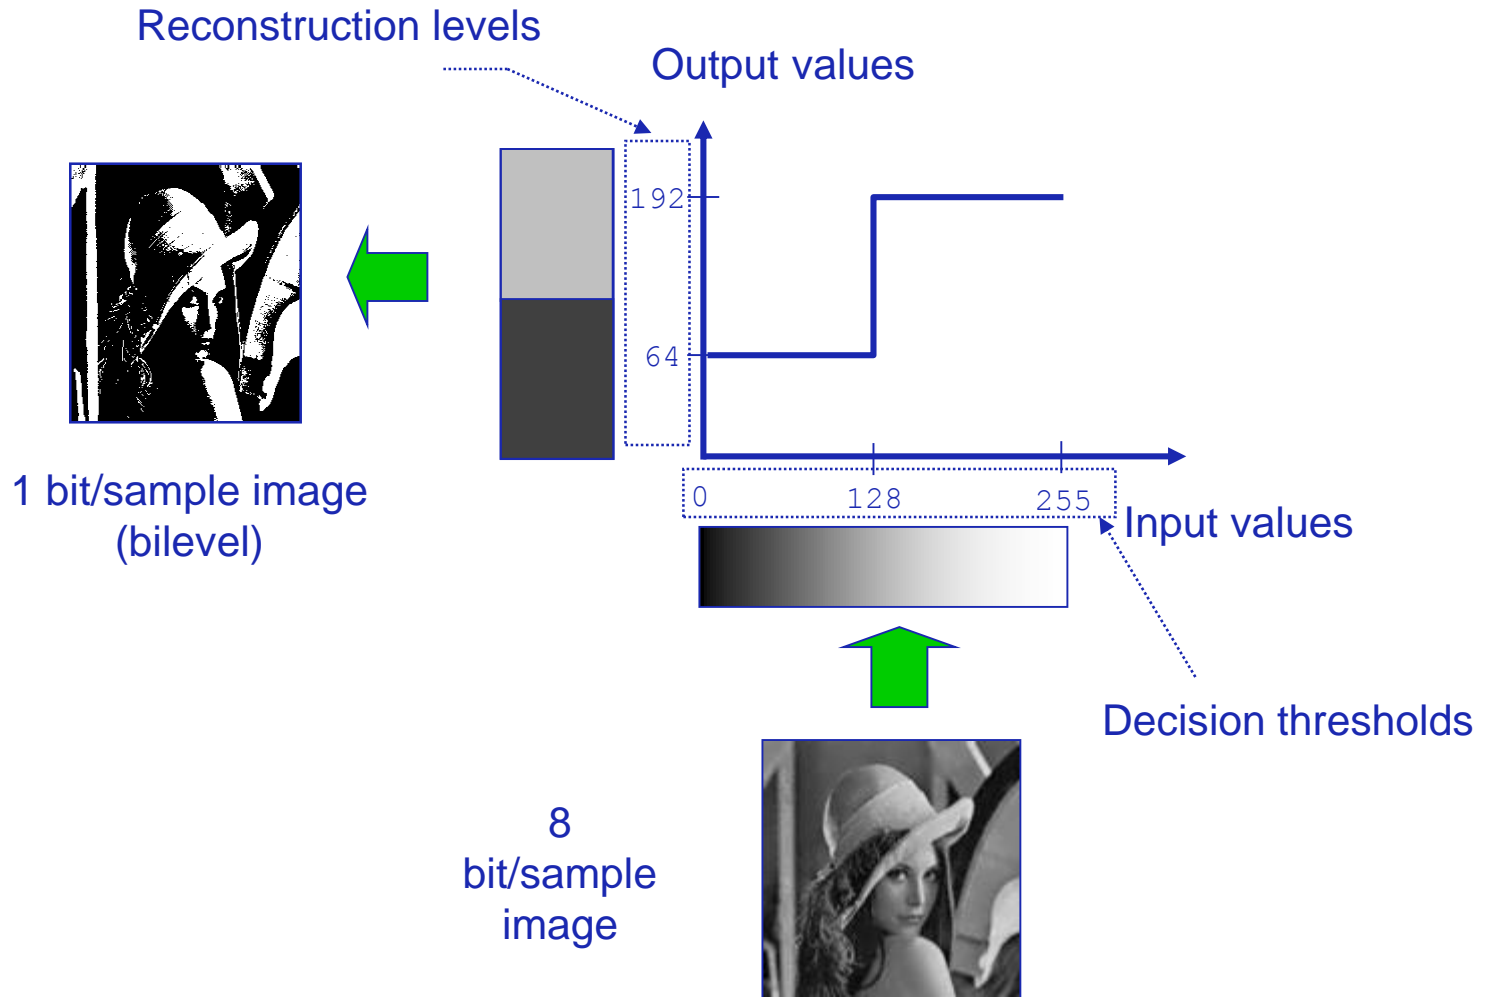 Reconstruction levels
Output values
192
64
1 bit/sample image
(bilevel)
0 128 255
Input values
Decision thresholds
8
bit/sample
image